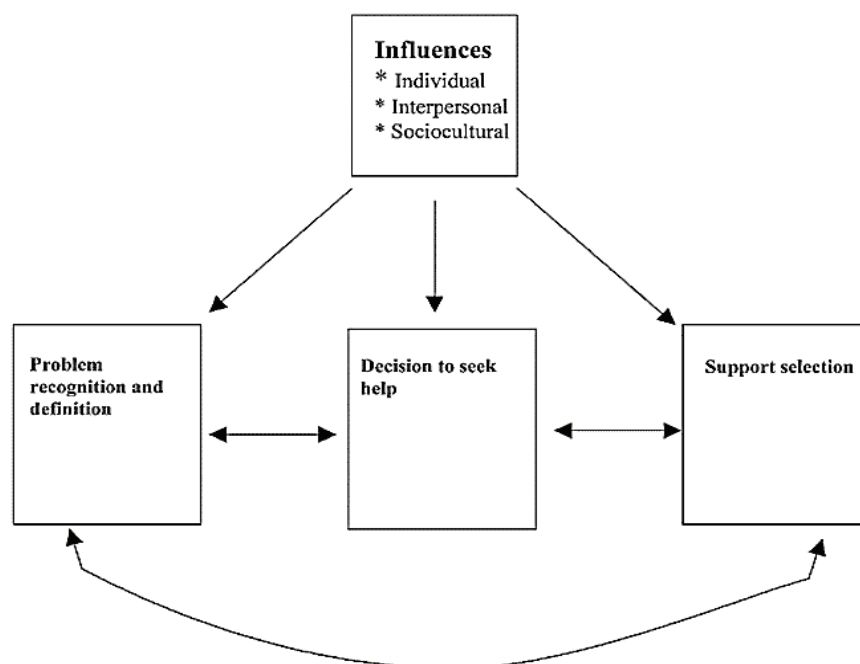 Influences
* Individual
* Interpersonal
* Sociocultural
Problem
recognition and
definition
Decision to seek
help
Support selection